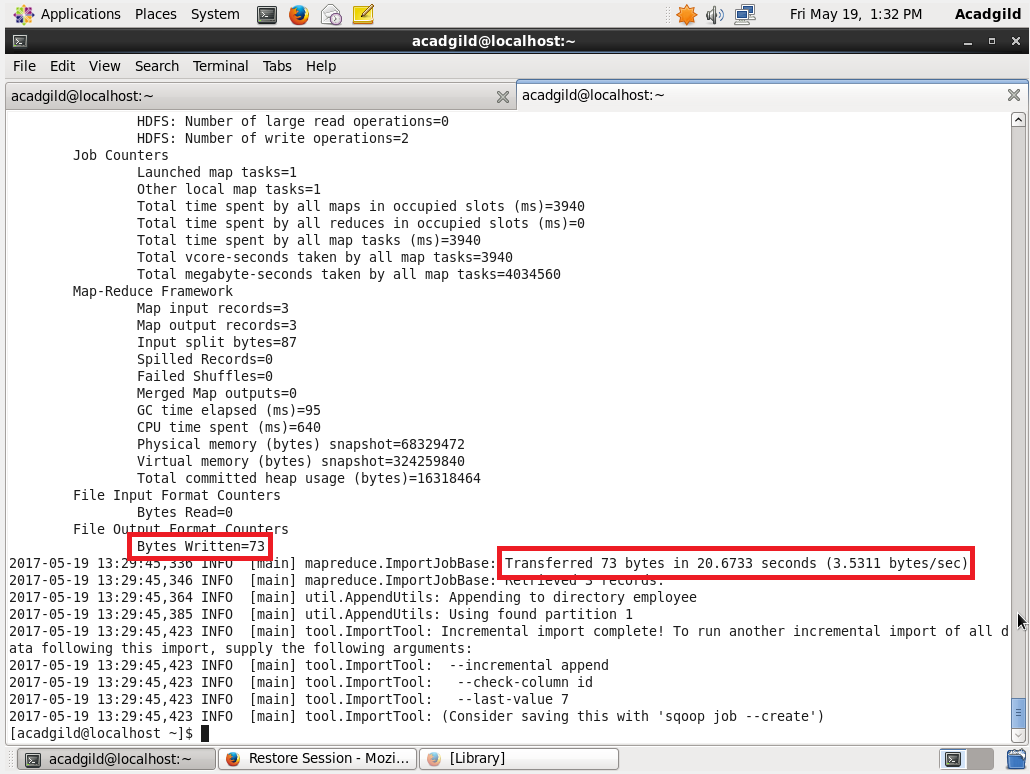 Applications Places System Fri May 19, 1:32 PM Acadgild
acadgild@localhost:~
File Edit View Search Terminal Tabs Help
acadgild@localhost:~ acadgild@localhost:~
HDFS: Number of large read operations=0
HDFS: Number of write operations=2
Job Counters
Launched map tasks=1
Other local map tasks=1
Total time spent by all maps in occupied slots (ms)=3940
Total time spent by all reduces in occupied slots (ms)=0
Total time spent by all map tasks (ms)=3940
Total vcore-seconds taken by all map tasks=3940
Total megabyte-seconds taken by all map tasks=4034560
Map-Reduce Framework
Map input records=3
Map output records=3
Input split bytes=87
Spilled Records=0
Failed Shuffles=0
Merged Map outputs=0
GC time elapsed (ms)=95
CPU time spent (ms)=640
Physical memory (bytes) snapshot=68329472
Virtual memory (bytes) snapshot=324259840
Total committed heap usage (bytes)=16318464
File Input Format Counters
Bytes Read=0
File Output Format Counters
Bytes Written=73
2017-05-19 13:29:45,336 INFO [main] mapreduce.ImportJobBase: Transferred 73 bytes in 20.6733 seconds (3.5311 bytes/sec)
2017-05-19 13:29:45,346 INFO [main] mapreduce.ImportJobBase: Retrieved 3 records.
2017-05-19 13:29:45,364 INFO [main] util.AppendUtils: Appending to directory employee
2017-05-19 13:29:45,385 INFO [main] util.AppendUtils: Using found partition 1
2017-05-19 13:29:45,423 INFO [main] tool.ImportTool: Incremental import complete! To run another incremental import of all d
ata following this import, supply the following arguments:
2017-05-19 13:29:45,423 INFO [main] tool.ImportTool: --incremental append
2017-05-19 13:29:45,423 INFO [main] tool.ImportTool: --check-column id
2017-05-19 13:29:45,423 INFO [main] tool.ImportTool: --last-value 7
2017-05-19 13:29:45,423 INFO [main] tool.ImportTool: (Consider saving this with 'sqoop job --create')
[acadgild@localhost ~]$
acadgild@localhost:~ Restore Session - Mozi... [Library]